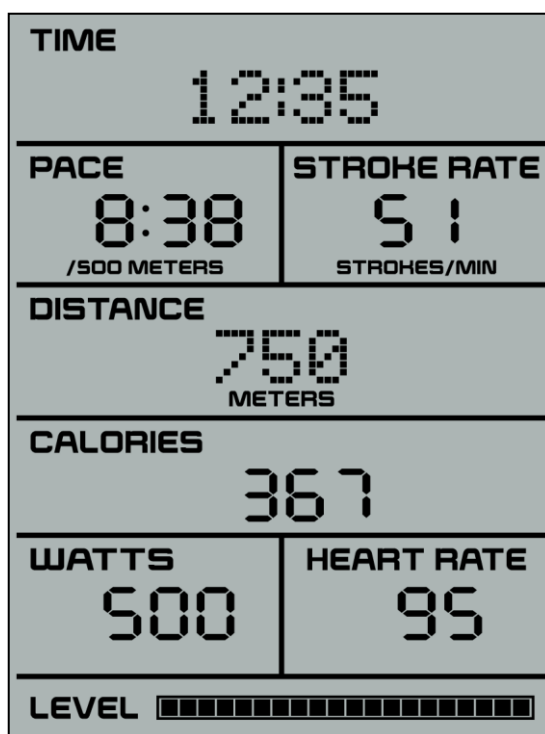 TIME
12:35
PACE STROKE RATE
8:38 51
/500 METERS STROKES/MIN
DISTANCE
750
METERS
CALORIES
367
WATTS HEART RATE
500 95
LEVEL